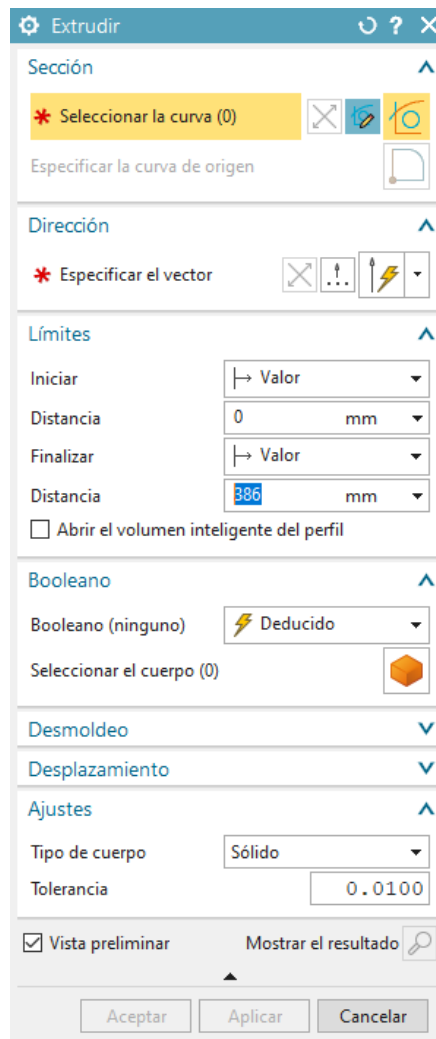 Extrudir ?
Sección
* Seleccionar la curva (0)
Especificar la curva de origen
Dirección
* Especificar el vector
Límites
Iniciar Valor
Distancia 0 mm
Finalizar Valor
Distancia 386 mm
Abrir el volumen inteligente del perfil
Booleano
Booleano (ninguno) Deducido
Seleccionar el cuerpo (0)
Desmoldeo
Desplazamiento
Ajustes
Tipo de cuerpo Sólido
Tolerancia 0.0100
Vista preliminar Mostrar el resultado
Aceptar Aplicar Cancelar